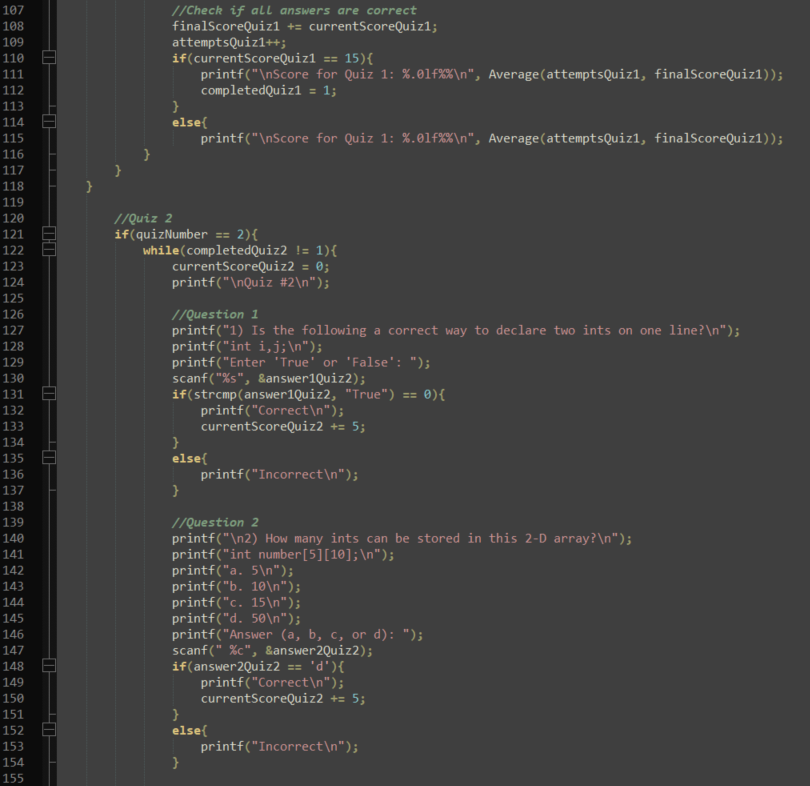 107 //Check if all answers are correct
108 finalScoreQuiz1 += currentScoreQuiz1;
109 attemptsQuiz1++;
110 if(currentScoreQuiz1 == 15){
111 printf("\nScore for Quiz 1: %.0lf%%\n", Average(attemptsQuiz1, finalScoreQuiz1));
112 completedQuiz1 = 1;
113 }
114 else{
115 printf("\nScore for Quiz 1: %.0lf%%\n", Average(attemptsQuiz1, finalScoreQuiz1));
116 }
117 }
118 }
119
120 //Quiz 2
121 if(quizNumber == 2){
122 while(completedQuiz2 != 1){
123 currentScoreQuiz2 = 0;
124 printf("\nQuiz #2\n");
125
126 //Question 1
127 printf("1) Is the following a correct way to declare two ints on one line?\n");
128 printf("int i,j;\n");
129 printf("Enter 'True' or 'False': ");
130 scanf("%s", &answer1Quiz2);
131 if(strcmp(answer1Quiz2, "True") == 0){
132 printf("Correct\n");
133 currentScoreQuiz2 += 5;
134 }
135 else{
136 printf("Incorrect\n");
137 }
138
139 //Question 2
140 printf("\n2) How many ints can be stored in this 2-D array?\n");
141 printf("int number[5][10];\n");
142 printf("a. 5\n");
143 printf("b. 10\n");
144 printf("c. 15\n");
145 printf("d. 50\n");
146 printf("Answer (a, b, c, or d): ");
147 scanf(" %c", &answer2Quiz2);
148 if(answer2Quiz2 == 'd'){
149 printf("Correct\n");
150 currentScoreQuiz2 += 5;
151 }
152 else{
153 printf("Incorrect\n");
154 }
155